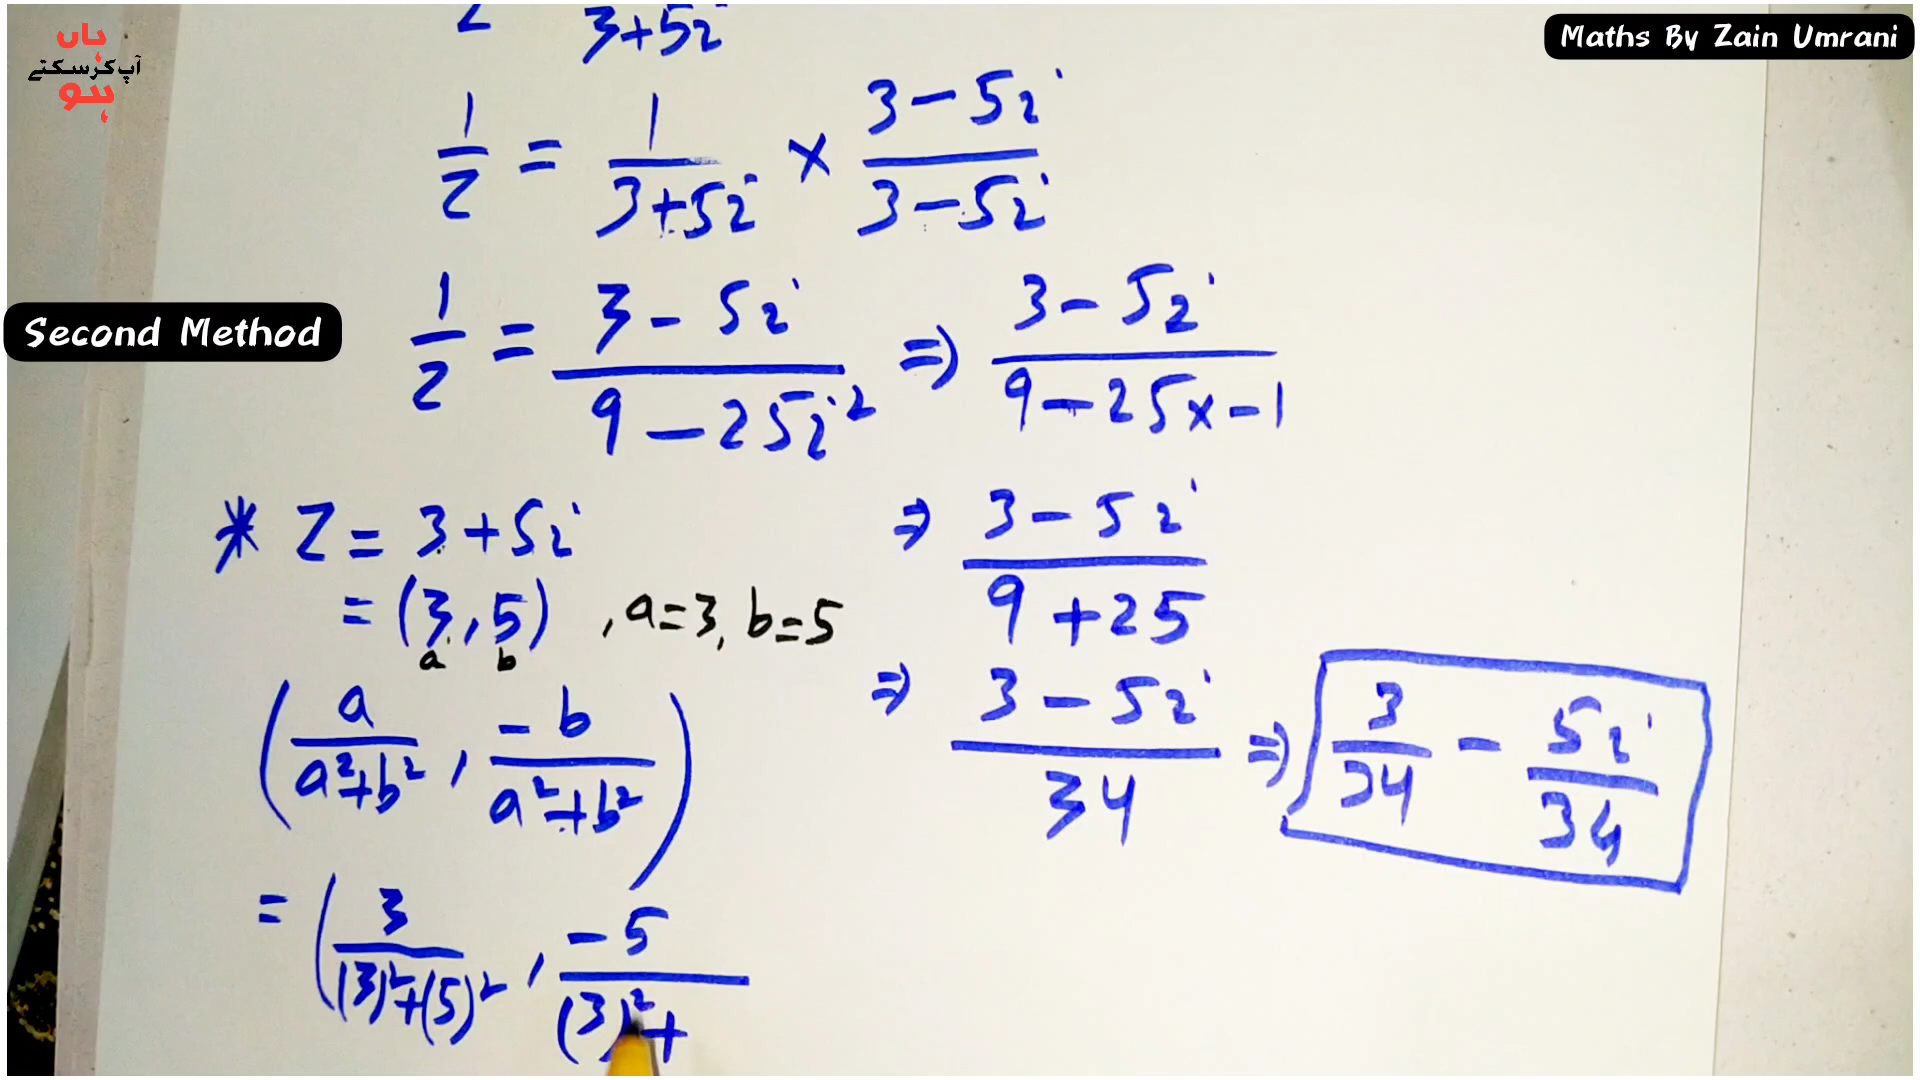 ہاں
آپ کر سکتے
ہو
Maths By Zain Umrani
3+5i
1/z = 1/(3+5i) × (3-5i)/(3-5i)
Second Method
1/z = (3-5i)/(9-25i²) ⇒ (3-5i)/(9-25x-1)
⇒ (3-5i)/(9+25)
⇒ (3-5i)/34 ⇒ 3/34 - 5i/34
* Z = 3+5i
= (3, 5) , a=3, b=5
a b
(a/(a²+b²), -b/(a²+b²))
= (3/((3)²+(5)²), -5/((3)²+